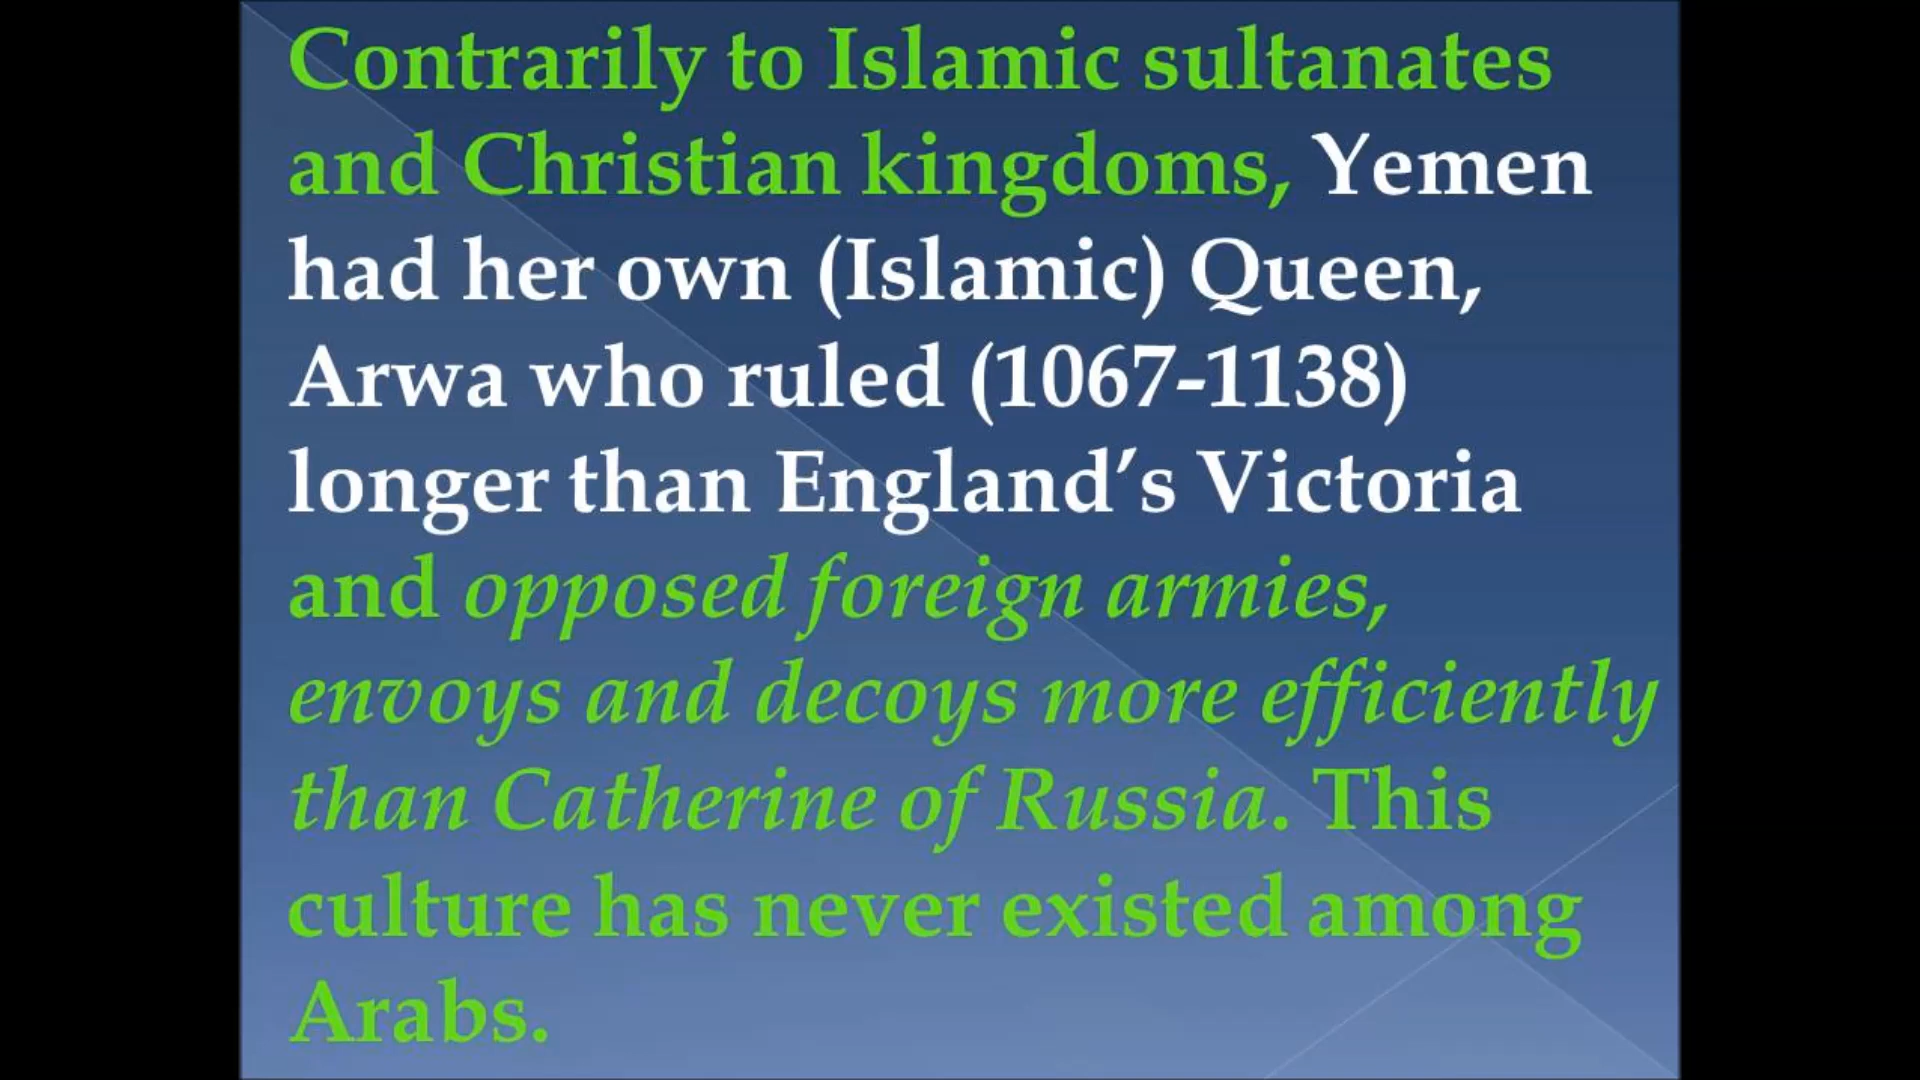 Contrarily to Islamic sultanates
and Christian kingdoms, Yemen
had her own (Islamic) Queen,
Arwa who ruled (1067-1138)
longer than England’s Victoria
and opposed foreign armies,
envoys and decoys more efficiently
than Catherine of Russia. This
culture has never existed among
Arabs.